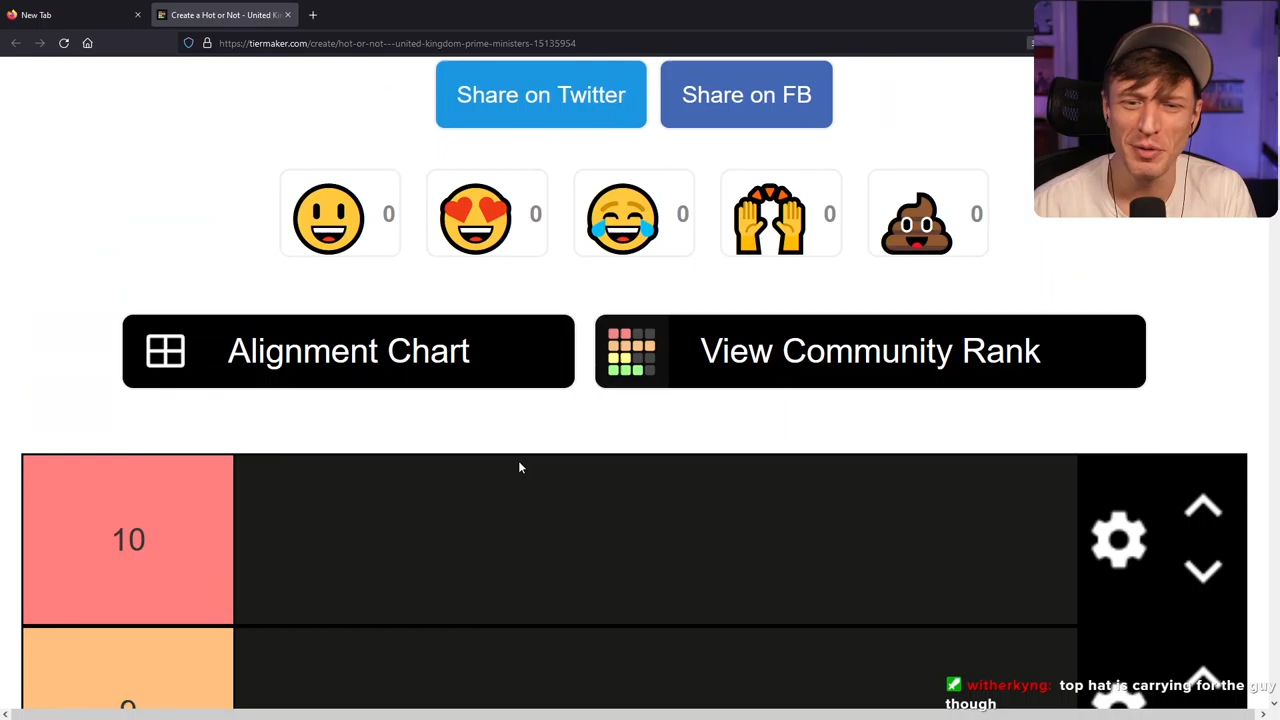 New Tab
Create a Hot or Not - United Ki
https://tiermaker.com/create/hot-or-not---united-kingdom-prime-ministers-15135954
Share on Twitter
Share on FB
0
0
0
0
0
Alignment Chart
View Community Rank
10
9
witherkyng: top hat is carrying for the guy
though